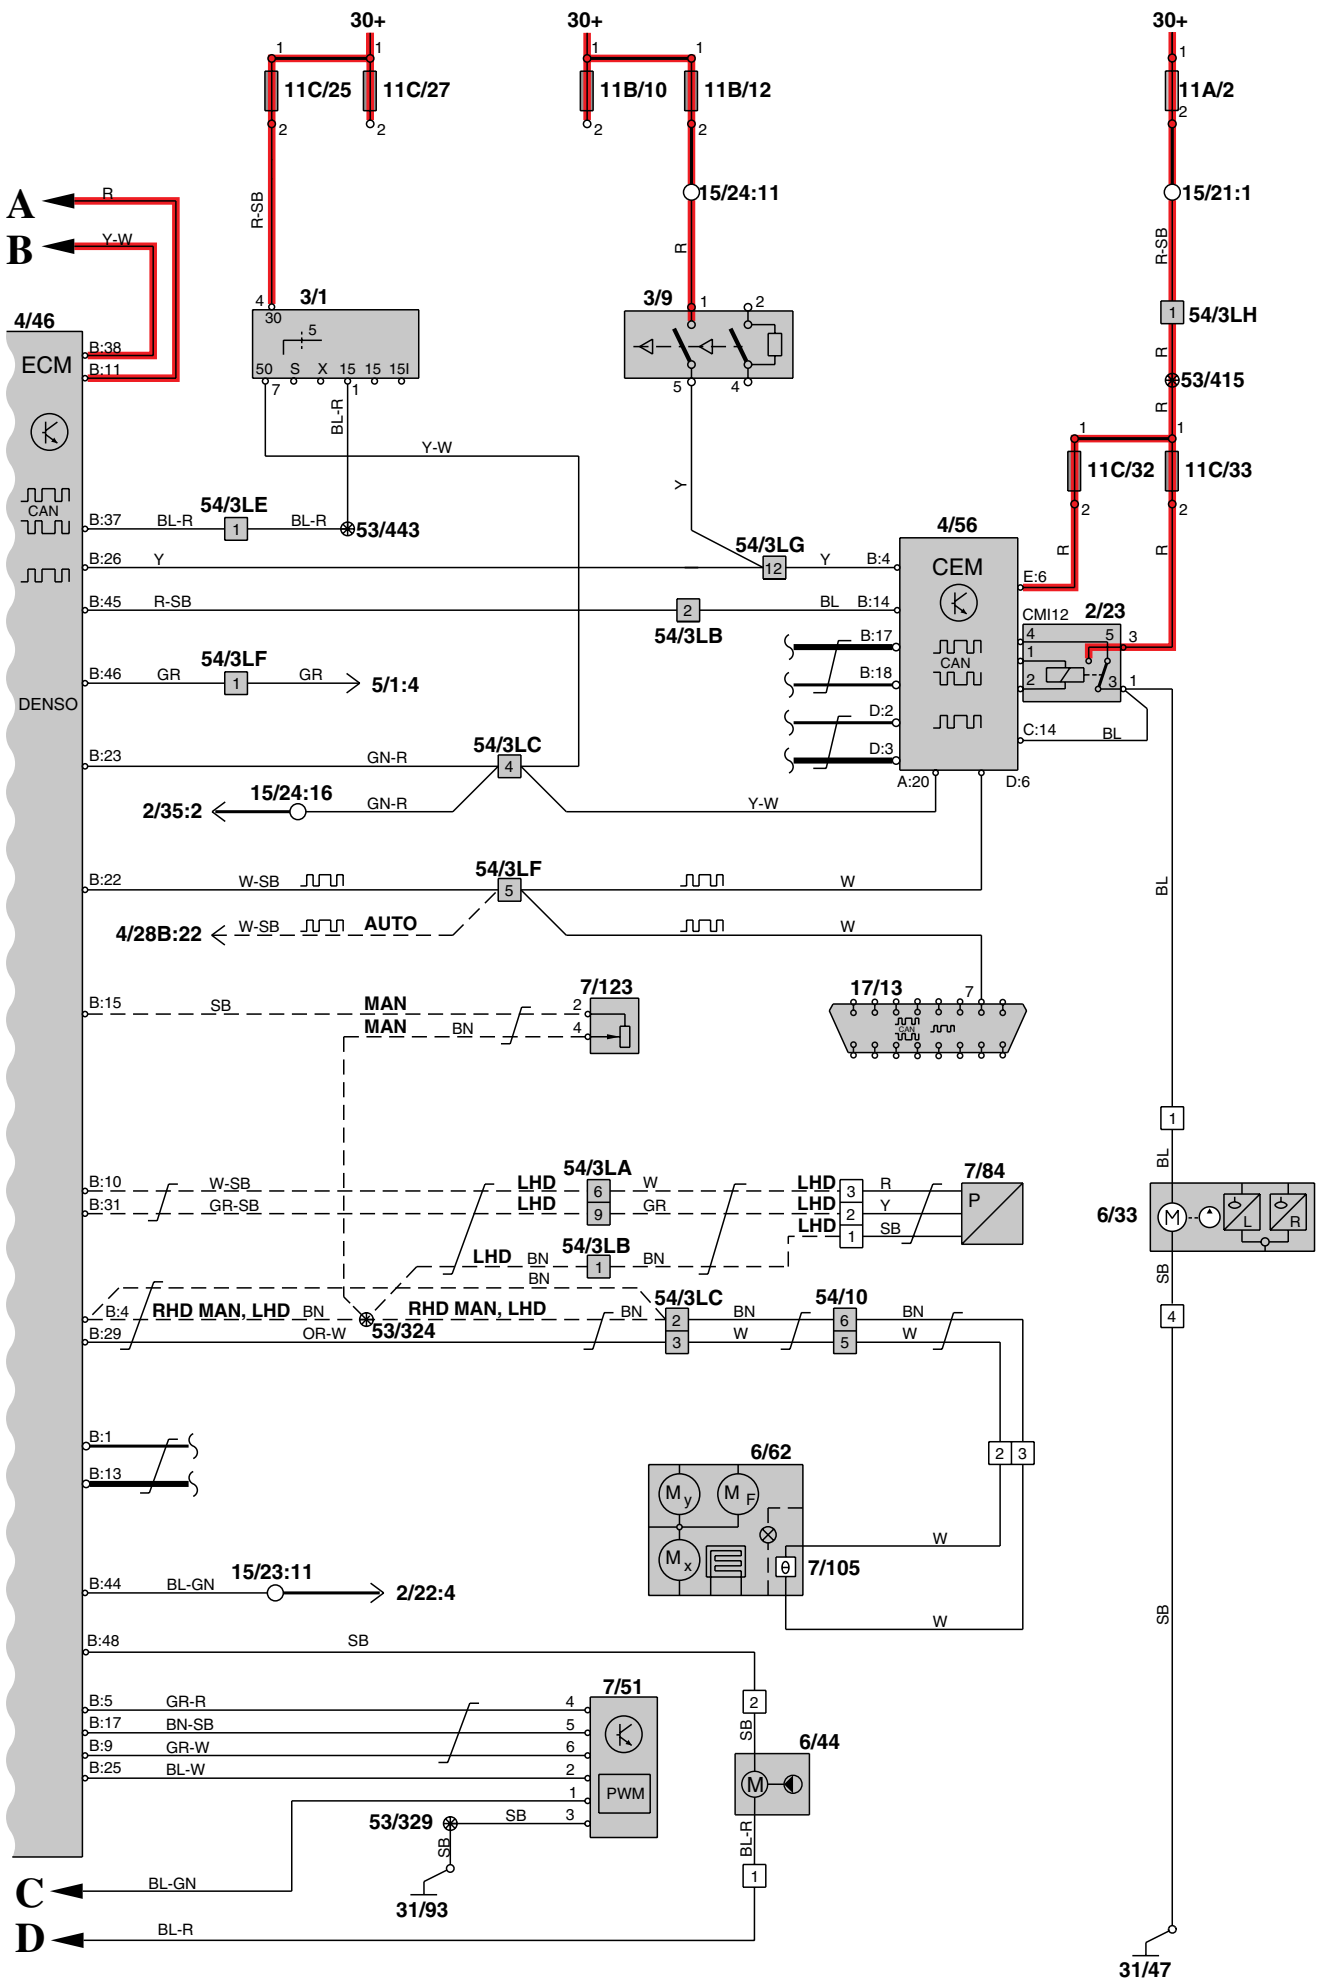 30+ 30+ 30+
1 1 1 1 1
11C/25 11C/27 11B/10 11B/12 11A/2
2 2 2 2 2
A R
15/24:11 15/21:1
R-SB R R-SB
B Y-W
4 3/1 3/9 1 2
30 5
1 54/3LH
4/46
ECM B:38
B:11
50 S X 15 15 15I
7 1 5 4
R 53/415
R
BL-R
Y-W
1 1
11C/32 11C/33
2 2
Y
CAN
B:37 BL-R 54/3LE 1 BL-R 53/443
4/56
CEM
B:26 Y 54/3LG 12 Y B:4
R R
E:6
B:45 R-SB 2 54/3LB BL B:14
CMI12 2/23
4 5 3
1
2 3 1
B:17
CAN
B:18
D:2
D:3
C:14 BL
A:20 D:6
B:46 GR 54/3LF 1 GR 5/1:4
DENSO
B:23 GN-R 54/3LC 4
2/35:2 15/24:16 GN-R Y-W
B:22 W-SB 54/3LF 5 W
BL
4/28B:22 W-SB AUTO W
B:15 SB MAN 2 7/123
MAN BN 4
17/13 7
CAN
1
BL
B:10 W-SB LHD 54/3LA 6 W LHD 3 R 7/84
B:31 GR-SB LHD 9 GR LHD 2 Y P
LHD 1 SB
6/33 M L R
LHD BN 54/3LB 1 BN
BN
SB
B:4 RHD MAN, LHD BN 53/324 RHD MAN, LHD BN 54/3LC 2 BN 54/10 6 BN
B:29 OR-W 3 W 5 W
4
B:1
B:13
2 3
6/62
My MF
Mx
W
θ 7/105
W
B:44 BL-GN 15/23:11 2/22:4
SB
B:48 SB
7/51
2
SB
B:5 GR-R 4
B:17 BN-SB 5
B:9 GR-W 6
B:25 BL-W 2
1
PWM
6/44
M
53/329 SB 3
SB
BL-R
1
C BL-GN
31/93
D BL-R
31/47